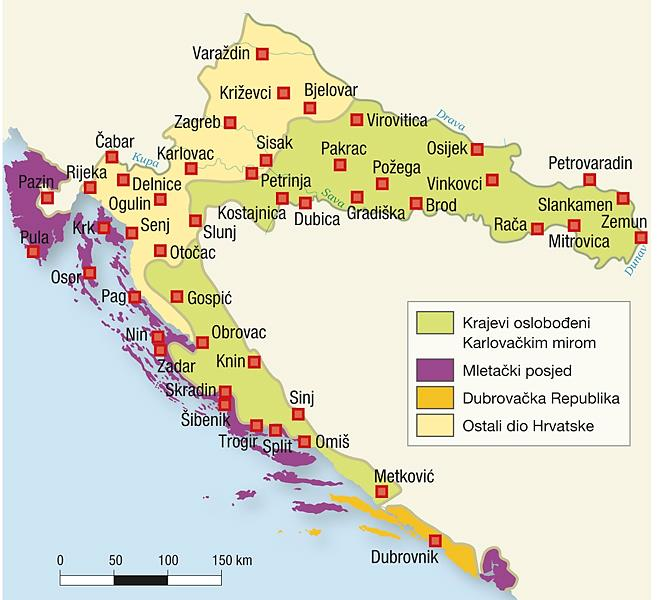 Varaždin
Križevci
Bjelovar
Zagreb
Virovitica
Drava
Čabar
Kupa
Sisak
Pakrac
Osijek
Karlovac
Petrovaradin
Rijeka
Požega
Pazin
Delnice
Petrinja
Vinkovci
Ogulin
Sava
Slankamen
Kostajnica
Dubica
Gradiška
Brod
Zemun
Krk
Senj
Slunj
Rača
Mitrovica
Pula
Otočac
Dunav
Osor
Pag
Gospić
Krajevi oslobođeni
Karlovačkim mirom
Nin
Obrovac
Zadar
Knin
Mletački posjed
Skradin
Sinj
Dubrovačka Republika
Šibenik
Ostali dio Hrvatske
Trogir
Split
Omiš
Metković
Dubrovnik
0 50 100 150 km